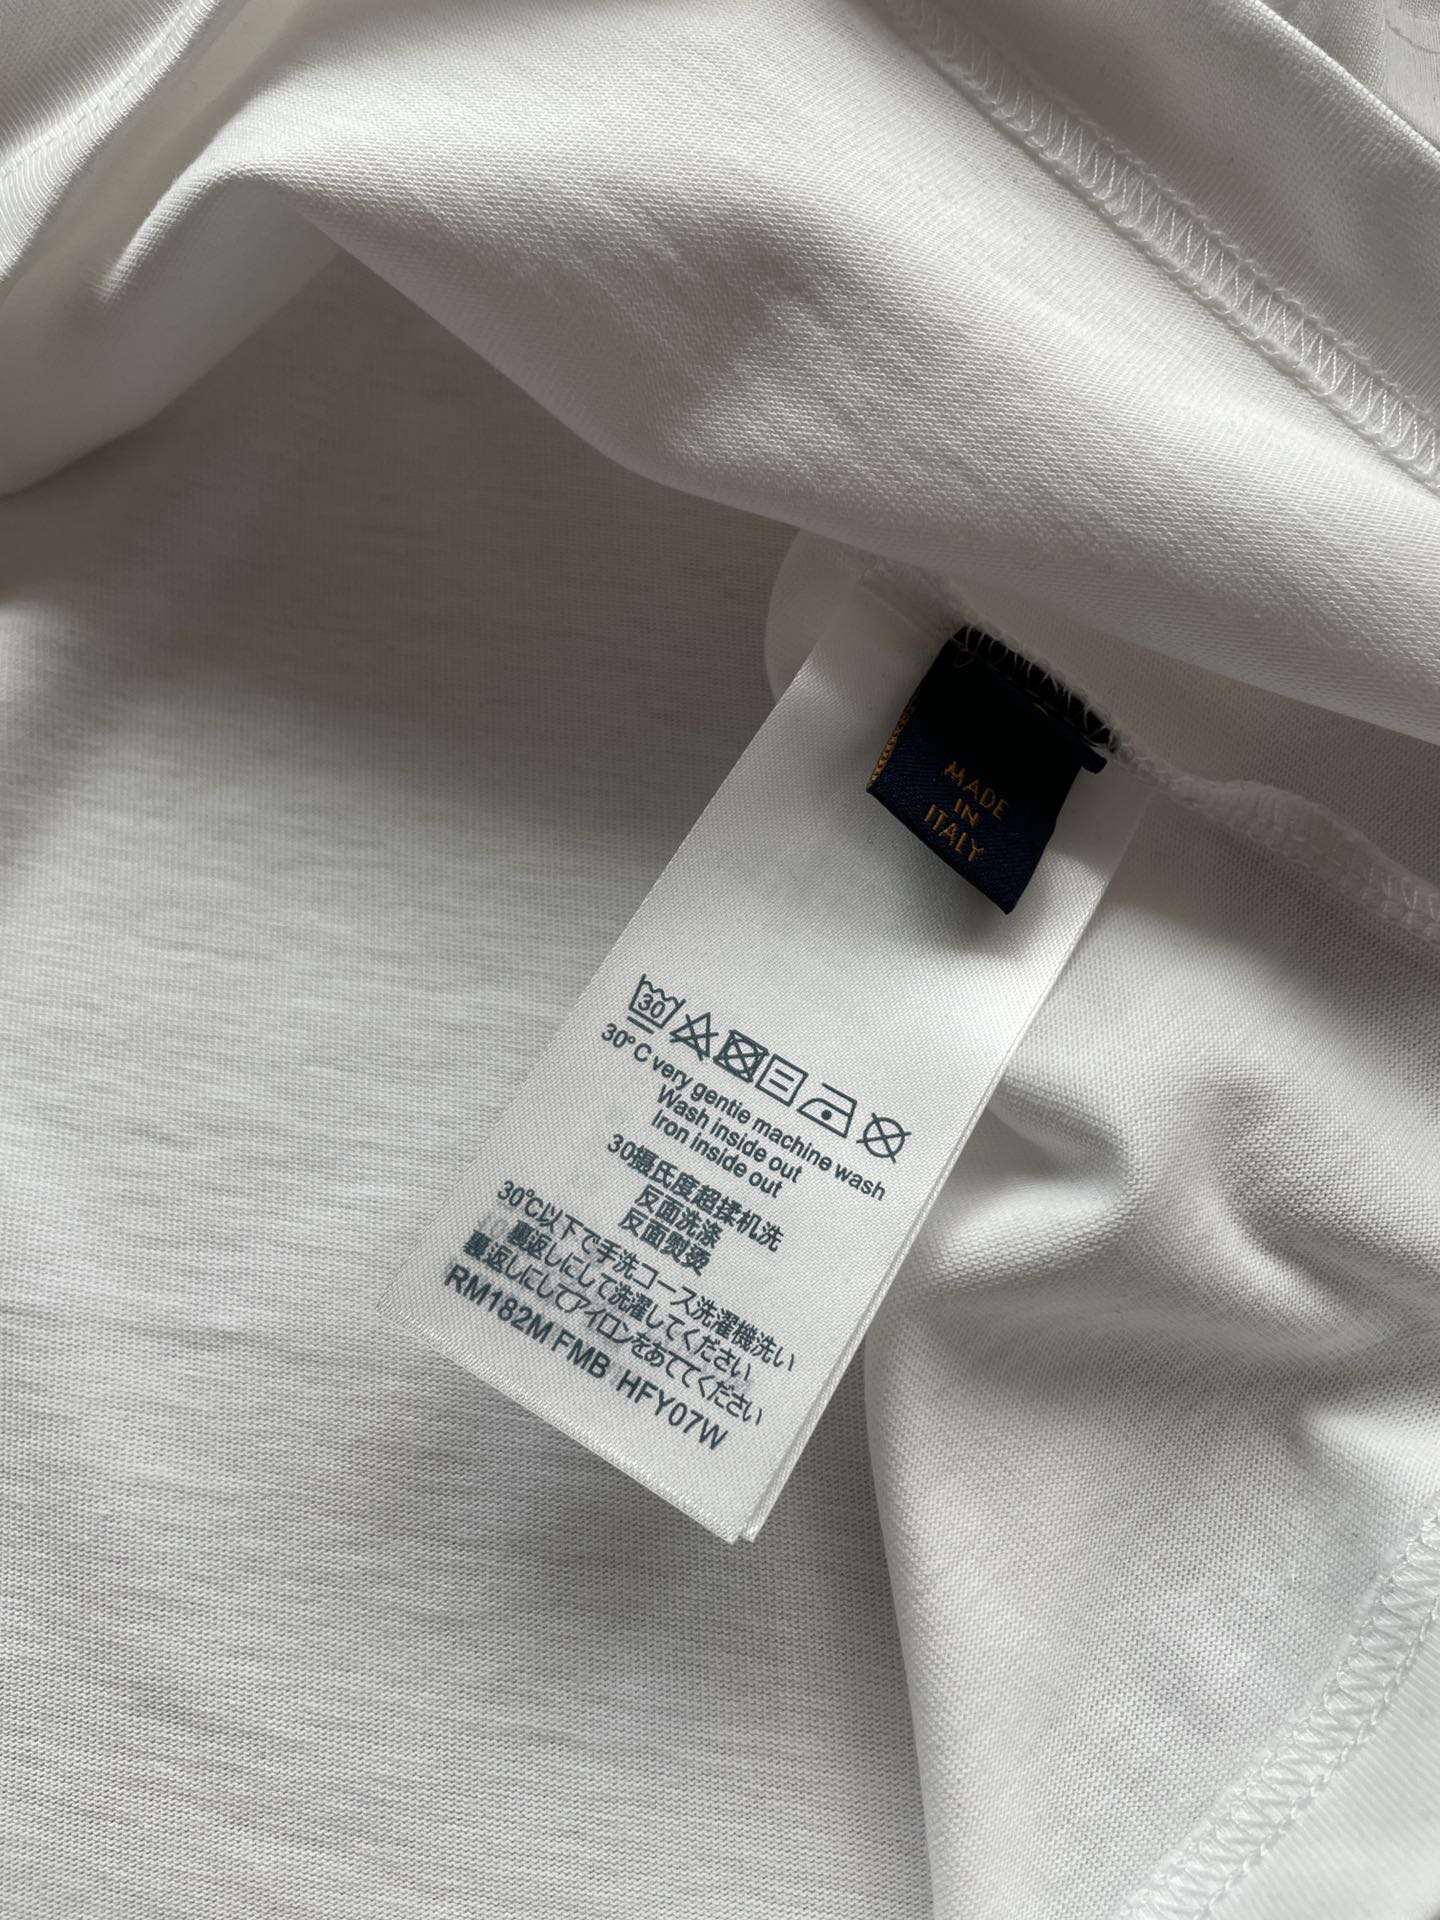 MADE
IN
ITALY
30
30°C very gentie machine wash
Wash inside out
Iron inside out
30摄氏度超揉机洗
反面洗涤
反面熨烫
30℃以下で手洗コース洗濯機洗い
裏返しにして洗濯してください
裏返しにしてアイロンをあててください
RM182M FMB HFY07W